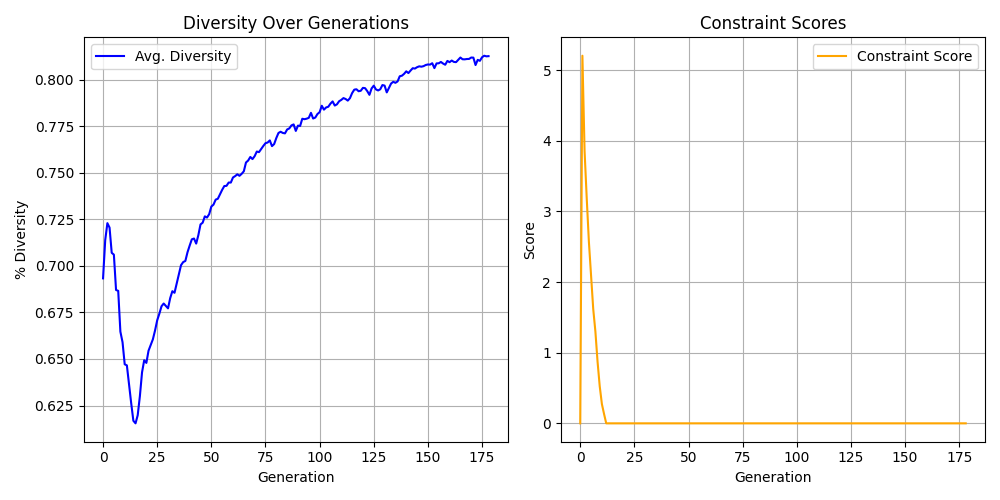 Diversity Over Generations
Avg. Diversity
% Diversity
0.800
0.775
0.750
0.725
0.700
0.675
0.650
0.625
0 25 50 75 100 125 150 175
Generation
Constraint Scores
Constraint Score
Score
5
4
3
2
1
0
0 25 50 75 100 125 150 175
Generation